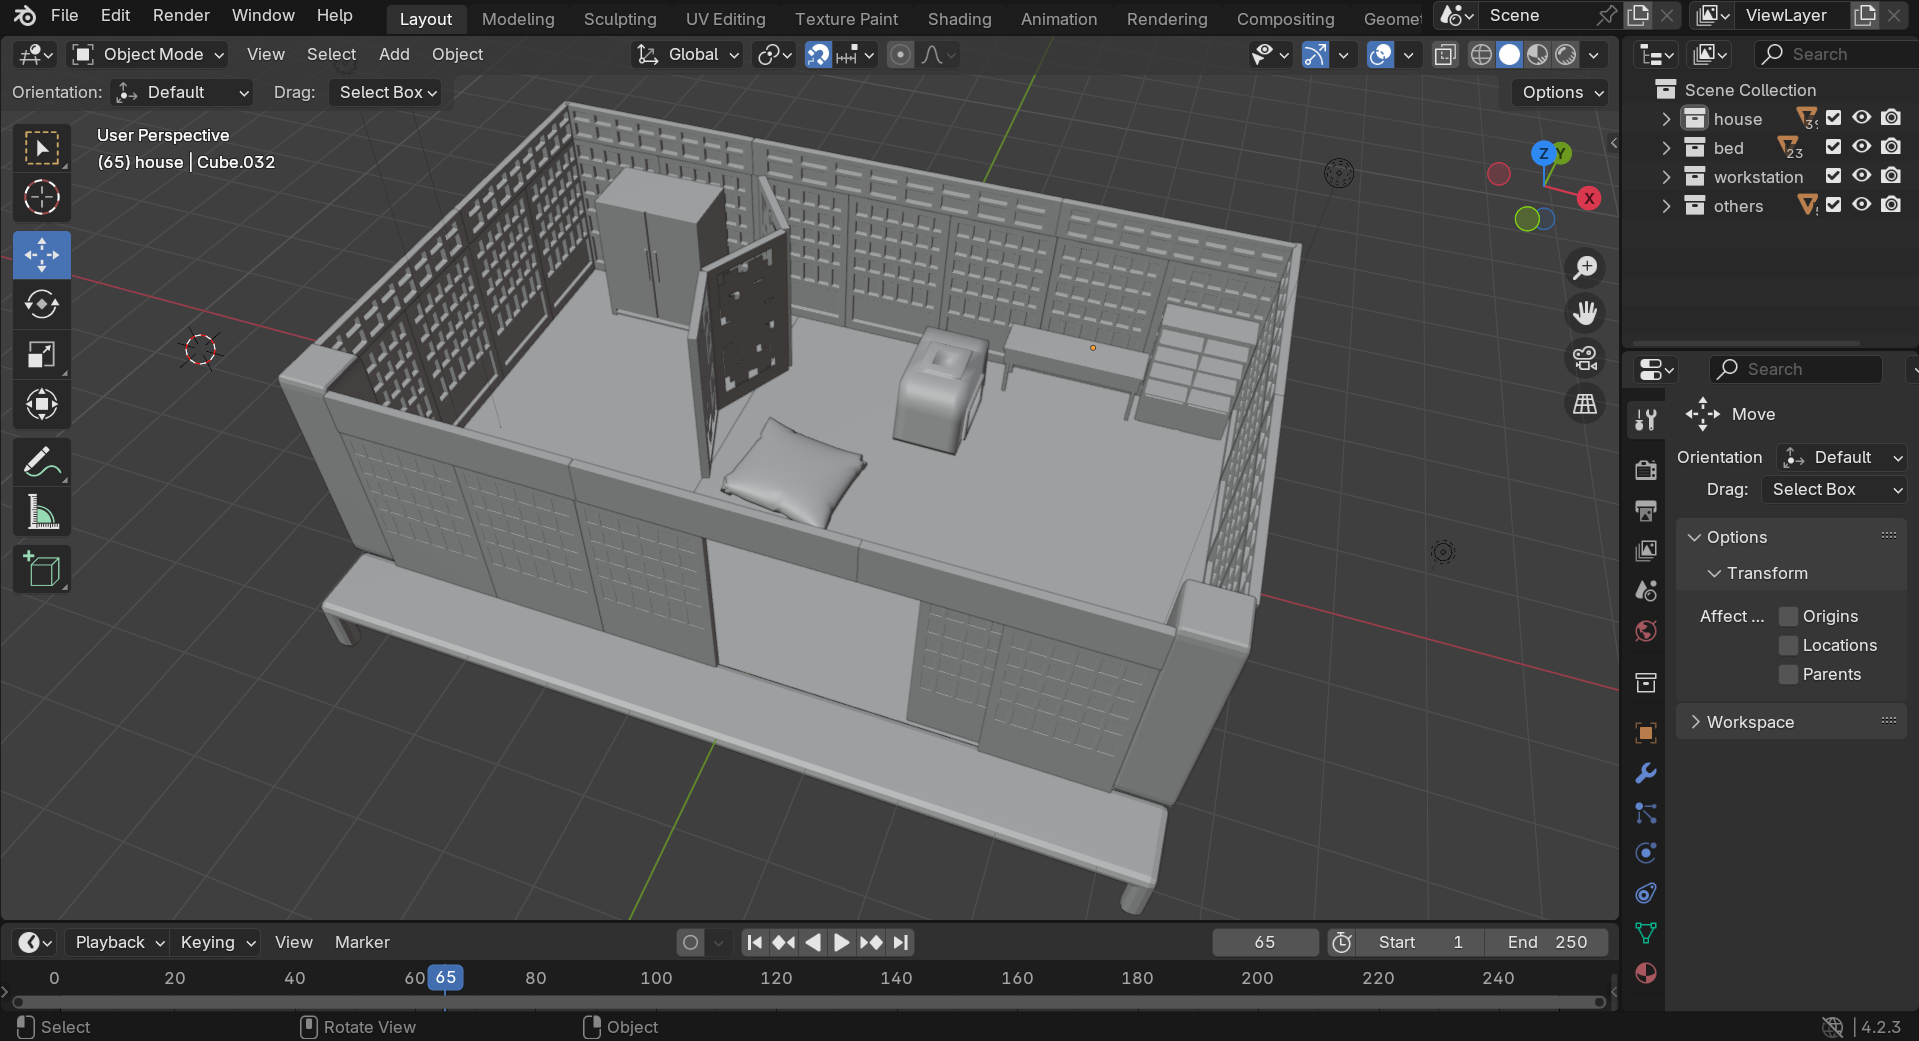 File Edit Render Window Help Layout Modeling Sculpting UV Editing Texture Paint Shading Animation Rendering Compositing Scene ViewLayer
Object Mode View Select Add Object Global Search
Orientation: Default Drag: Select Box Options
Scene Collection
house
bed 23
workstation
others
User Perspective
(65) house | Cube.032
Z Y
X
Search
Move
Orientation Default
Drag: Select Box
Options
Transform
Affect ... Origins
Locations
Parents
Workspace
Playback Keying View Marker 65 Start 1 End 250
0 20 40 60 65 80 100 120 140 160 180 200 220 240
Select Rotate View Object 4.2.3